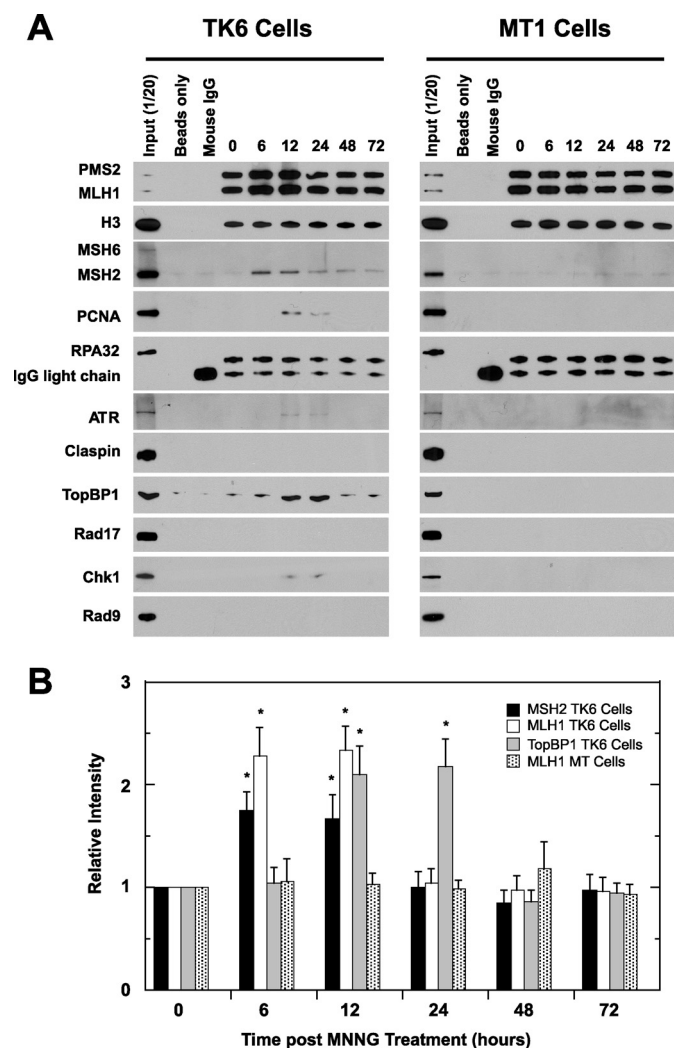 A
TK6 Cells
MT1 Cells
Input (1/20)
Beads only
Mouse IgG
0 6 12 24 48 72
Input (1/20)
Beads only
Mouse IgG
0 6 12 24 48 72
PMS2
MLH1
H3
MSH6
MSH2
PCNA
RPA32
IgG light chain
ATR
Claspin
TopBP1
Rad17
Chk1
Rad9
B
3
2
1
0
Relative Intensity
* * * * * *
MSH2 TK6 Cells
MLH1 TK6 Cells
TopBP1 TK6 Cells
MLH1 MT Cells
0 6 12 24 48 72
Time post MNNG Treatment (hours)